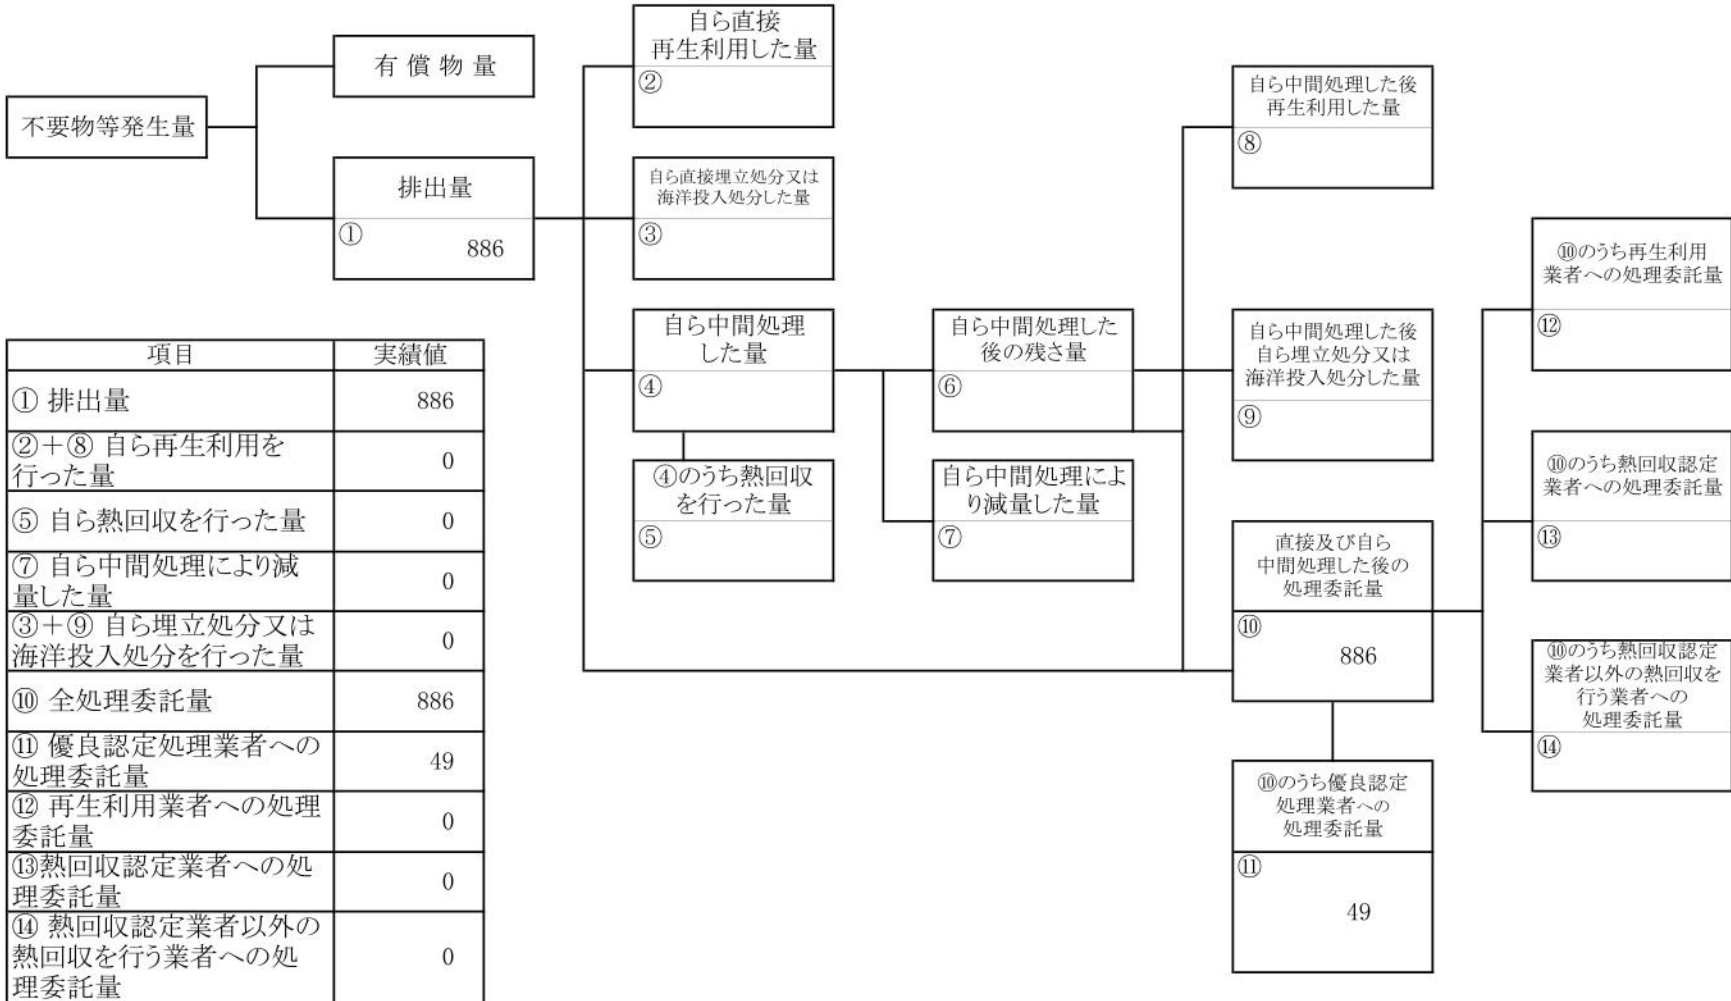 不要物等発生量
有 償 物 量
排出量
①
886
自ら直接
再生利用した量
②
自ら直接埋立処分又は
海洋投入処分した量
③
自ら中間処理
した量
④
④のうち熱回収
を行った量
⑤
自ら中間処理した
後の残さ量
⑥
自ら中間処理によ
り減量した量
⑦
自ら中間処理した後
再生利用した量
⑧
自ら中間処理した後
自ら埋立処分又は
海洋投入処分した量
⑨
直接及び自ら
中間処理した後の
処理委託量
⑩
886
⑩のうち優良認定
処理業者への
処理委託量
⑪
49
⑩のうち再生利用
業者への処理委託量
⑫
⑩のうち熱回収認定
業者への処理委託量
⑬
⑩のうち熱回収認定
業者以外の熱回収を
行う業者への
処理委託量
⑭
項目 実績値
① 排出量 886
②+⑧ 自ら再生利用を
行った量 0
⑤ 自ら熱回収を行った量 0
⑦ 自ら中間処理により減
量した量 0
③+⑨ 自ら埋立処分又は
海洋投入処分を行った量 0
⑩ 全処理委託量 886
⑪ 優良認定処理業者への
処理委託量 49
⑫ 再生利用業者への処理
委託量 0
⑬熱回収認定業者への処
理委託量 0
⑭ 熱回収認定業者以外の
熱回収を行う業者への処 0
理委託量